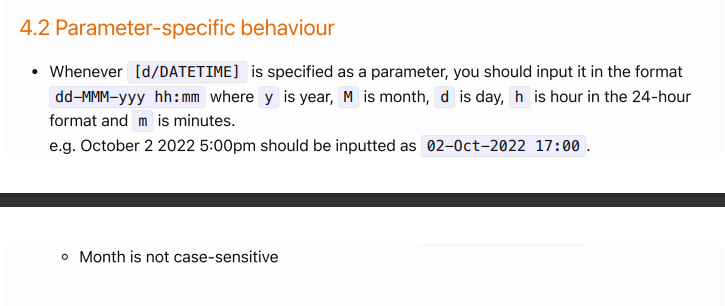 4.2 Parameter-specific behaviour
• Whenever [d/DATETIME] is specified as a parameter, you should input it in the format
dd-MMM-yyy hh:mm where y is year, M is month, d is day, h is hour in the 24-hour
format and m is minutes.
e.g. October 2 2022 5:00pm should be inputted as 02-Oct-2022 17:00 .
◦ Month is not case-sensitive